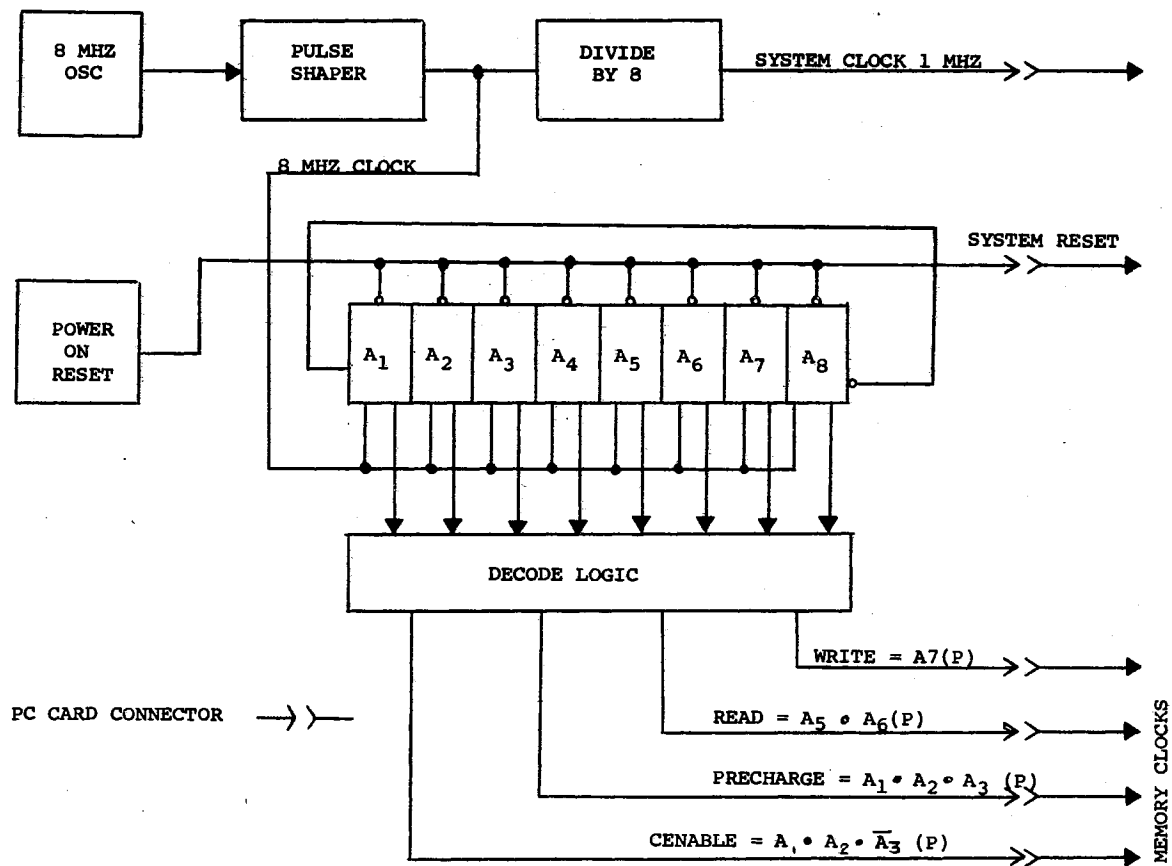 8 MHZ
OSC
PULSE
SHAPER
DIVIDE
BY 8
SYSTEM CLOCK 1 MHZ
8 MHZ CLOCK
SYSTEM RESET
POWER
ON
RESET
A1 A2 A3 A4 A5 A6 A7 A8
DECODE LOGIC
WRITE = A7(P)
PC CARD CONNECTOR
READ = A5 • A6(P)
PRECHARGE = A1 • A2 • A3 (P)
CENABLE = A, • A2 • A̅3̅ (P)
MEMORY CLOCKS